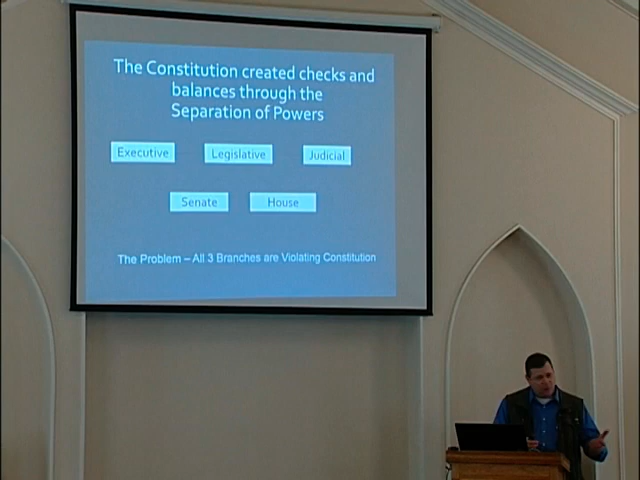 The Constitution created checks and
balances through the
Separation of Powers
Executive Legislative Judicial
Senate House
The Problem – All 3 Branches are Violating Constitution